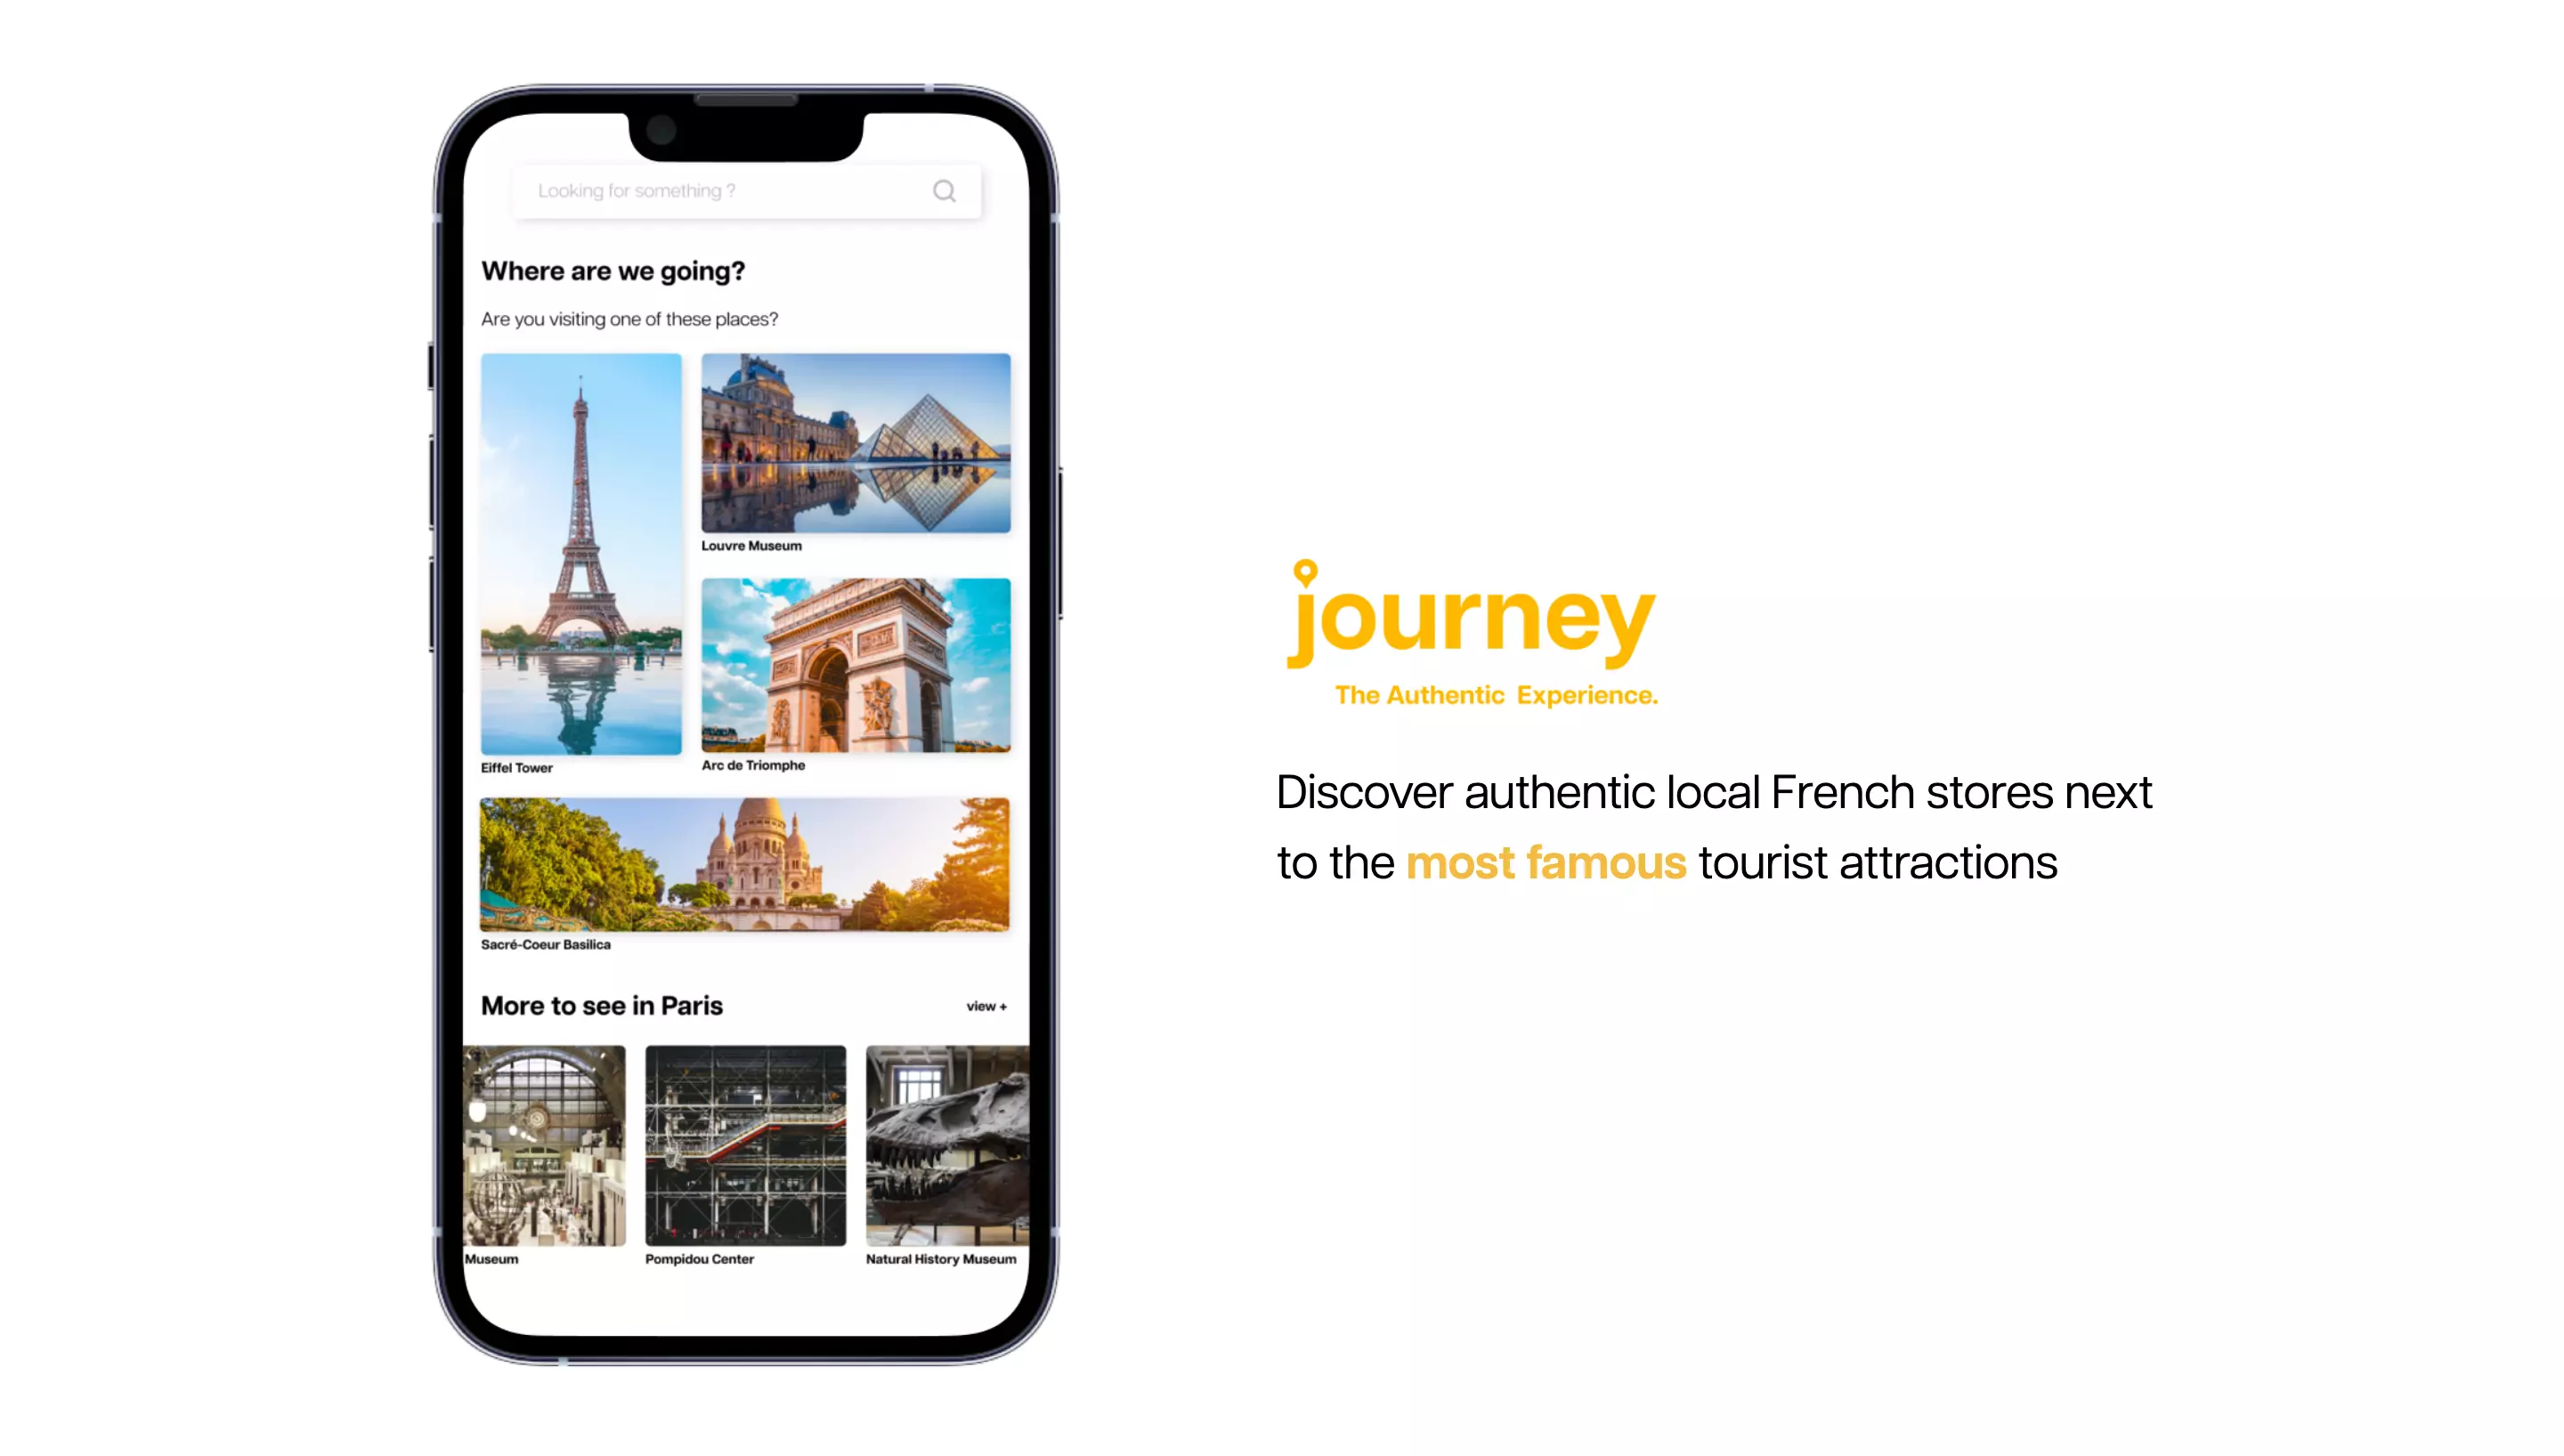 Looking for something ?
Where are we going?
Are you visiting one of these places?
Louvre Museum
Eiffel Tower
Arc de Triomphe
Sacré-Coeur Basilica
More to see in Paris
view +
Museum
Pompidou Center
Natural History Museum
journey
The Authentic Experience.
Discover authentic local French stores next
to the most famous tourist attractions